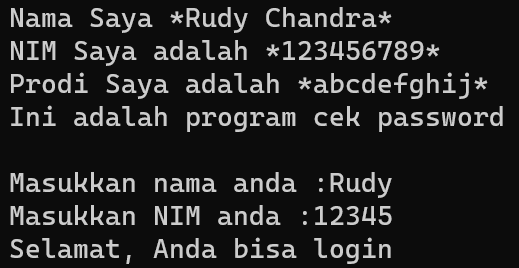 Nama Saya *Rudy Chandra*
NIM Saya adalah *123456789*
Prodi Saya adalah *abcdefghij*
Ini adalah program cek password
Masukkan nama anda :Rudy
Masukkan NIM anda :12345
Selamat, Anda bisa login